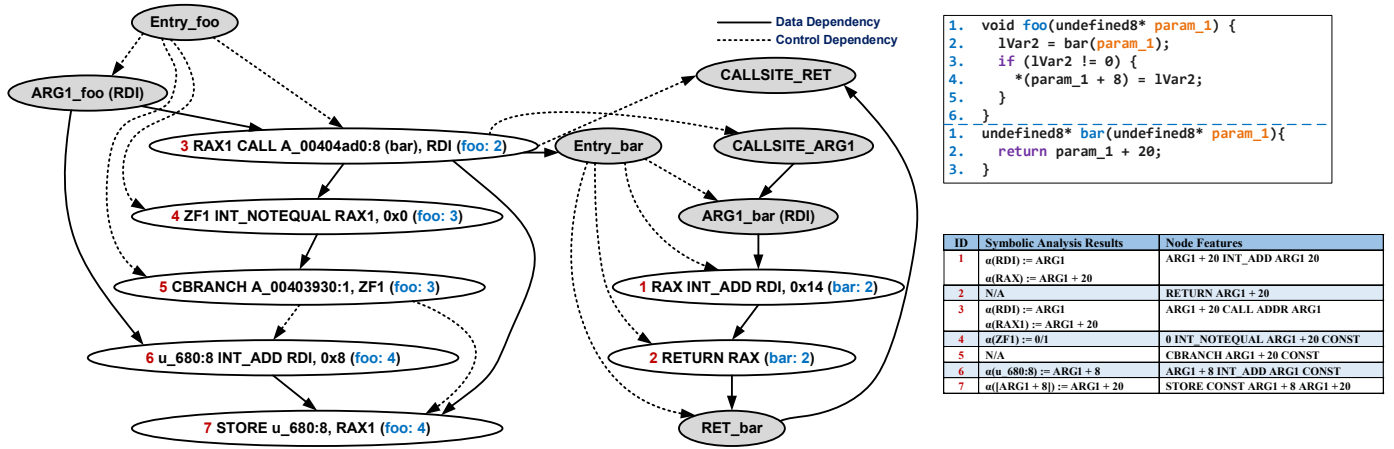 Entry_foo
Data Dependency
Control Dependency
ARG1_foo (RDI)
CALLSITE_RET
3 RAX1 CALL A_00404ad0:8 (bar), RDI (foo: 2)
Entry_bar
CALLSITE_ARG1
4 ZF1 INT_NOTEQUAL RAX1, 0x0 (foo: 3)
ARG1_bar (RDI)
5 CBRANCH A_00403930:1, ZF1 (foo: 3)
1 RAX INT_ADD RDI, 0x14 (bar: 2)
6 u_680:8 INT_ADD RDI, 0x8 (foo: 4)
2 RETURN RAX (bar: 2)
7 STORE u_680:8, RAX1 (foo: 4)
RET_bar
1. void foo(undefined8* param_1) {
2. lVar2 = bar(param_1);
3. if (lVar2 != 0) {
4. *(param_1 + 8) = lVar2;
5. }
6. }
1. undefined8* bar(undefined8* param_1){
2. return param_1 + 20;
3. }
ID Symbolic Analysis Results Node Features
1 α(RDI) := ARG1 ARG1 + 20 INT_ADD ARG1 20
α(RAX) := ARG1 + 20
2 N/A RETURN ARG1 + 20
3 α(RDI) := ARG1 ARG1 + 20 CALL ADDR ARG1
α(RAX1) := ARG1 + 20
4 α(ZF1) := 0/1 0 INT_NOTEQUAL ARG1 + 20 CONST
5 N/A CBRANCH ARG1 + 20 CONST
6 α(u_680:8) := ARG1 + 8 ARG1 + 8 INT_ADD ARG1 CONST
7 α([ARG1 + 8]) := ARG1 + 20 STORE CONST ARG1 + 8 ARG1 +20